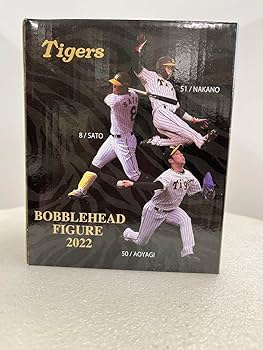 Tigers
51/NAKANO
8/SATO
BOBBLEHEAD
FIGURE
2022
50/AOYAGI